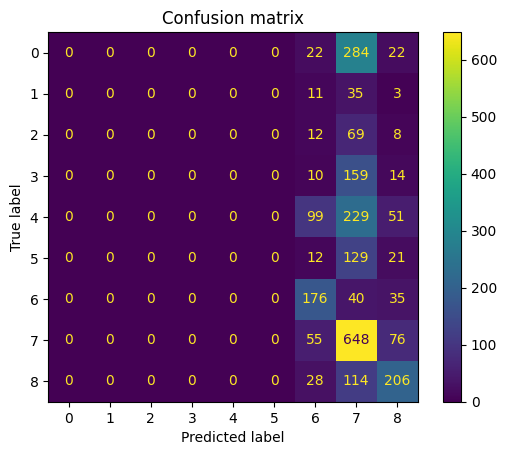 Confusion matrix
0 0 0 0 0 0 0 22 284 22
1 0 0 0 0 0 0 11 35 3
2 0 0 0 0 0 0 12 69 8
3 0 0 0 0 0 0 10 159 14
4 0 0 0 0 0 0 99 229 51
5 0 0 0 0 0 0 12 129 21
6 0 0 0 0 0 0 176 40 35
7 0 0 0 0 0 0 55 648 76
8 0 0 0 0 0 0 28 114 206
0 1 2 3 4 5 6 7 8
Predicted label
True label
600
500
400
300
200
100
0